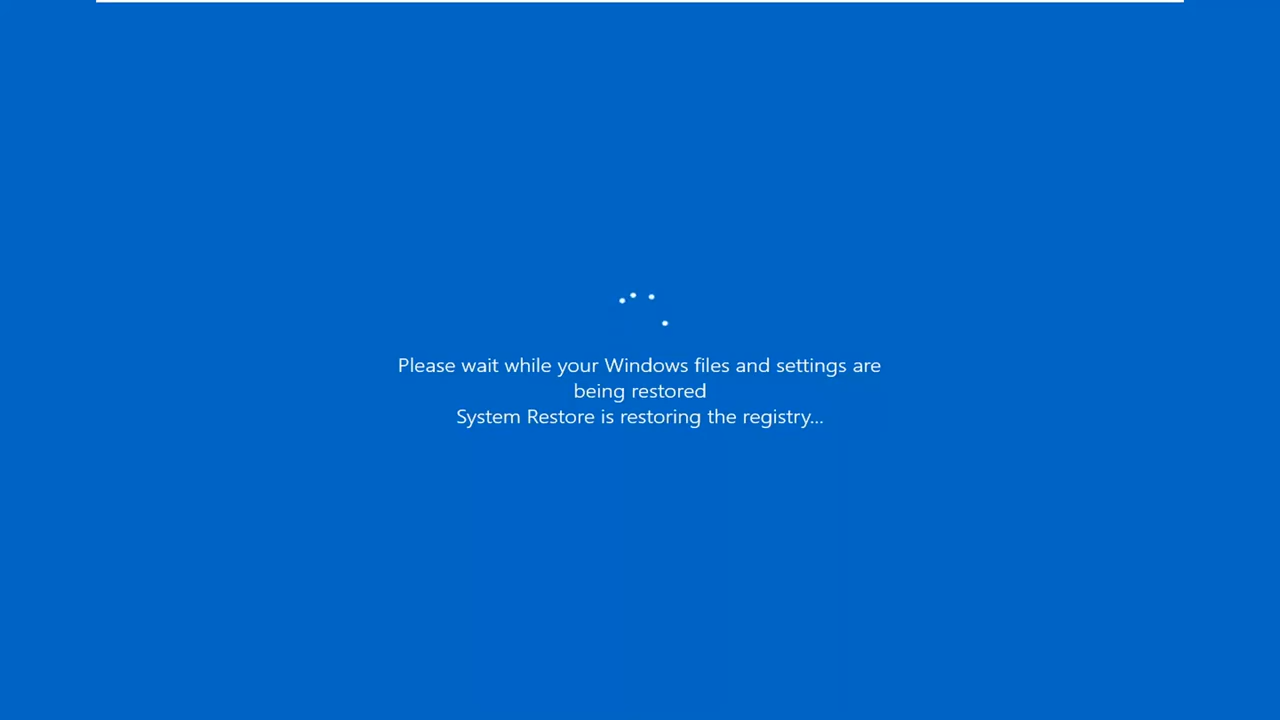 Please wait while your Windows files and settings are
being restored
System Restore is restoring the registry...